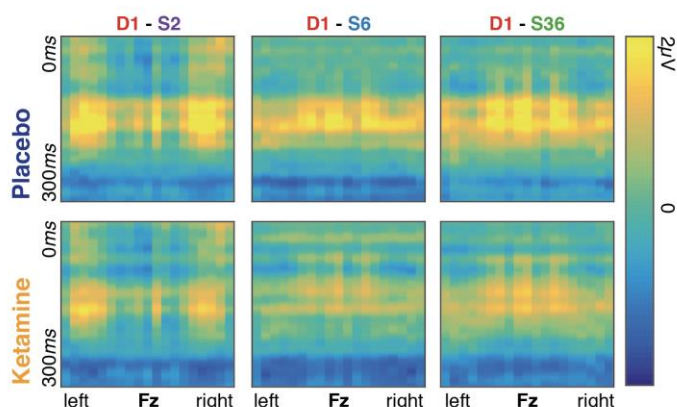 D1 - S2 D1 - S6 D1 - S36
Placebo
0ms
300ms
2µV
0
Ketamine
0ms
300ms
left Fz right left Fz right left Fz right